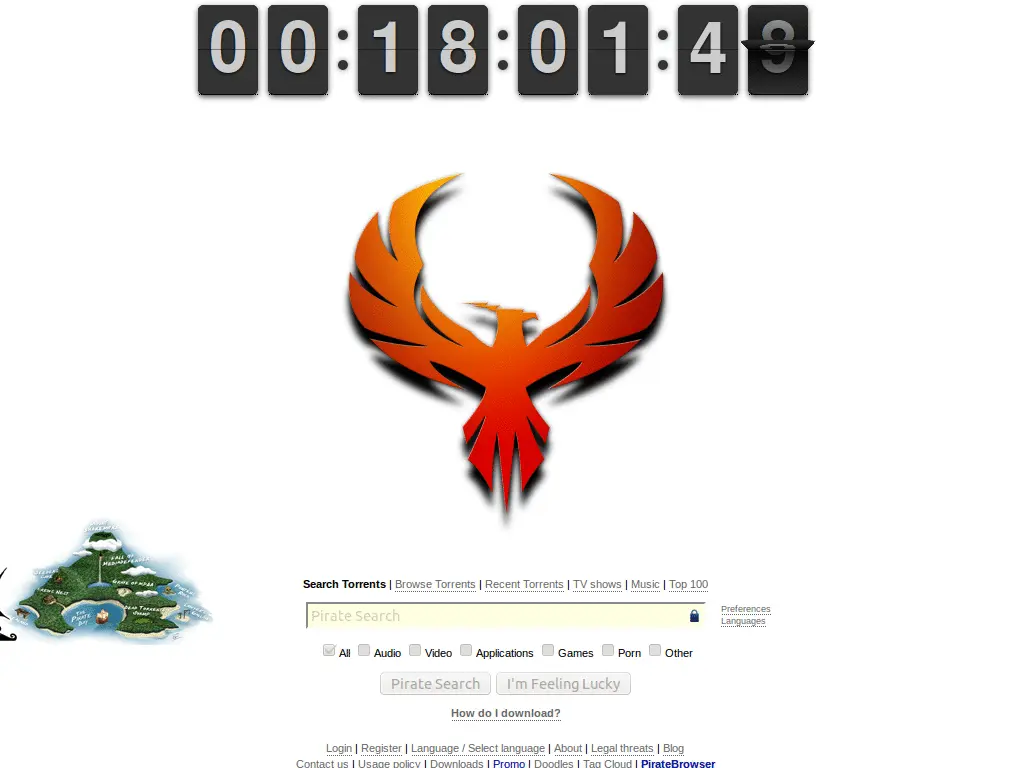 00:18:01:49
Search Torrents | Browse Torrents | Recent Torrents | TV shows | Music | Top 100
Pirate Search
Preferences
Languages
All Audio Video Applications Games Porn Other
Pirate Search I'm Feeling Lucky
How do I download?
Login | Register | Language / Select language | About | Legal threats | Blog
Contact us | Usage policy | Downloads | Promo | Doodles | Tag Cloud | PirateBrowser